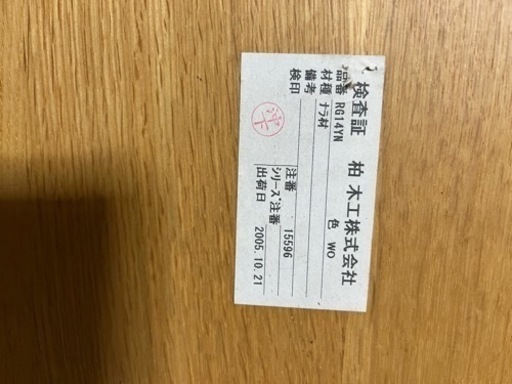 検査証　柏木工株式会社
品番 RG14YN　色 WO
材種 ナラ材
備考
検印
注番 15596
シリーズ注番
出荷日 2005.10.21